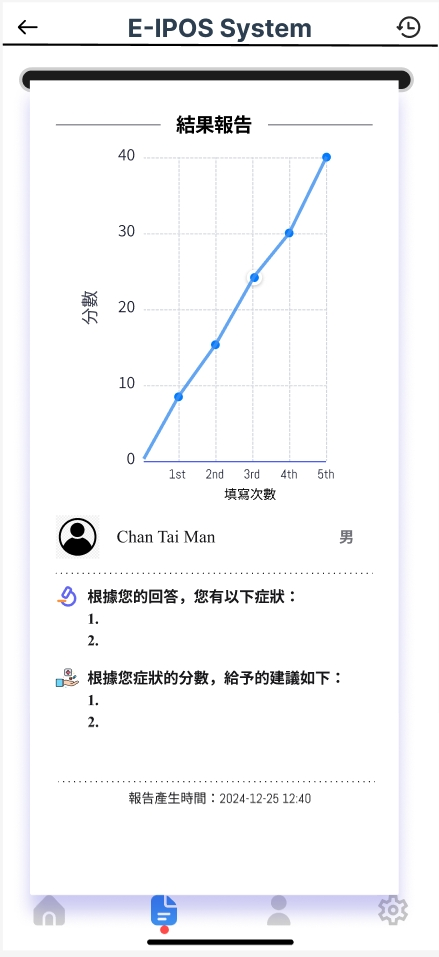 E-IPOS System
結果報告
40
30
20
10
0
分數
1st 2nd 3rd 4th 5th
填寫次數
Chan Tai Man 男
根據您的回答，您有以下症狀：
1.
2.
根據您症狀的分數，給予的建議如下：
1.
2.
報告產生時間：2024-12-25 12:40